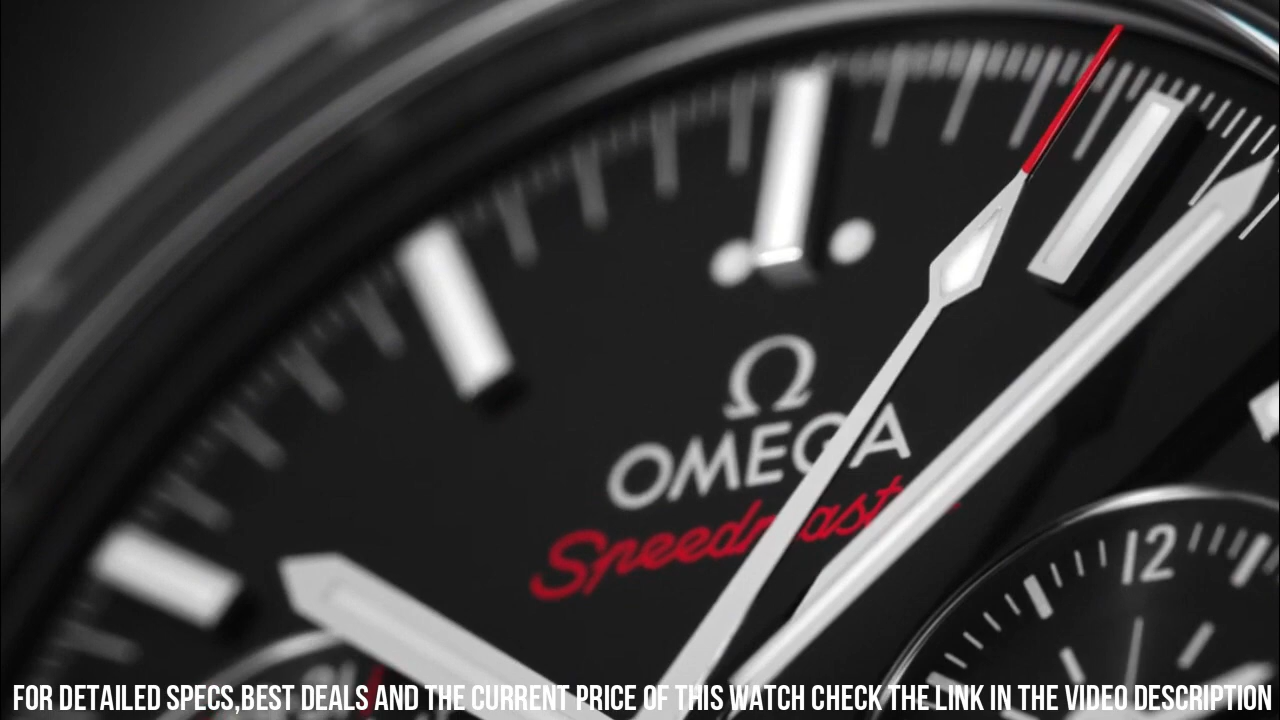 Ω
OMEGA
Speedmaster
12
FOR DETAILED SPECS,BEST DEALS AND THE CURRENT PRICE OF THIS WATCH CHECK THE LINK IN THE VIDEO DESCRIPTION